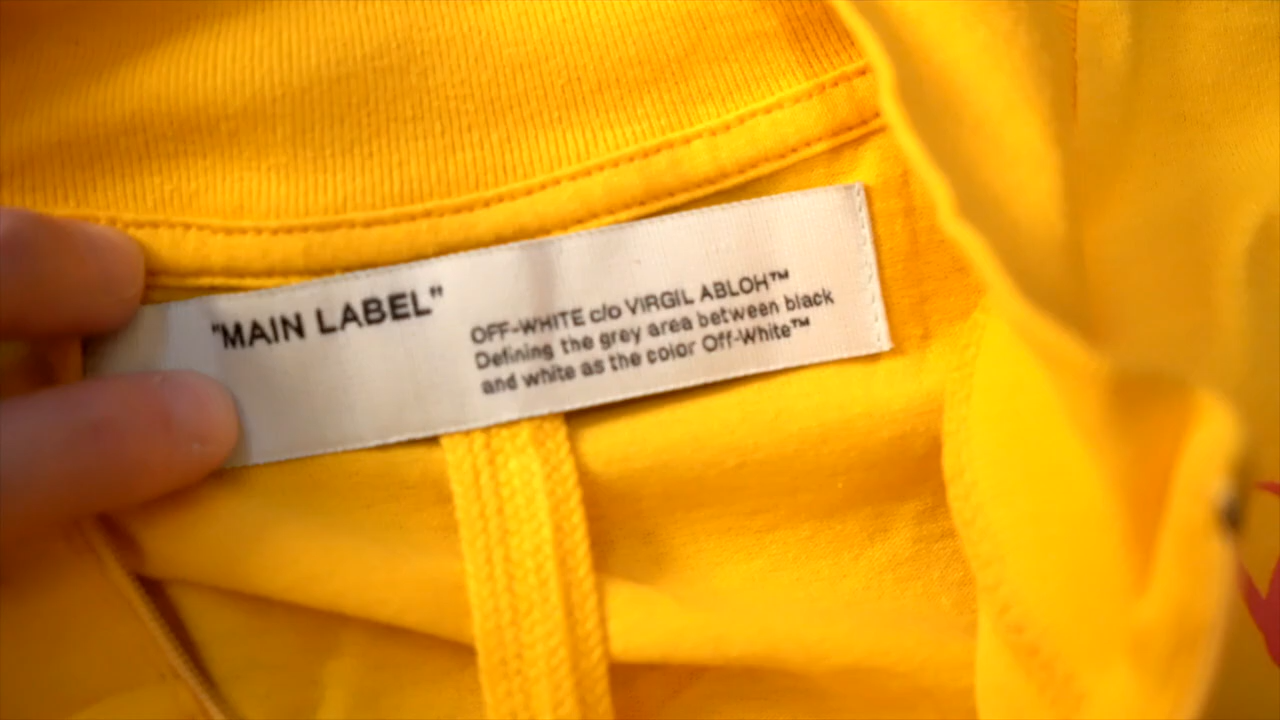 "MAIN LABEL"
OFF-WHITE c/o VIRGIL ABLOH™
Defining the grey area between black
and white as the color Off-White™